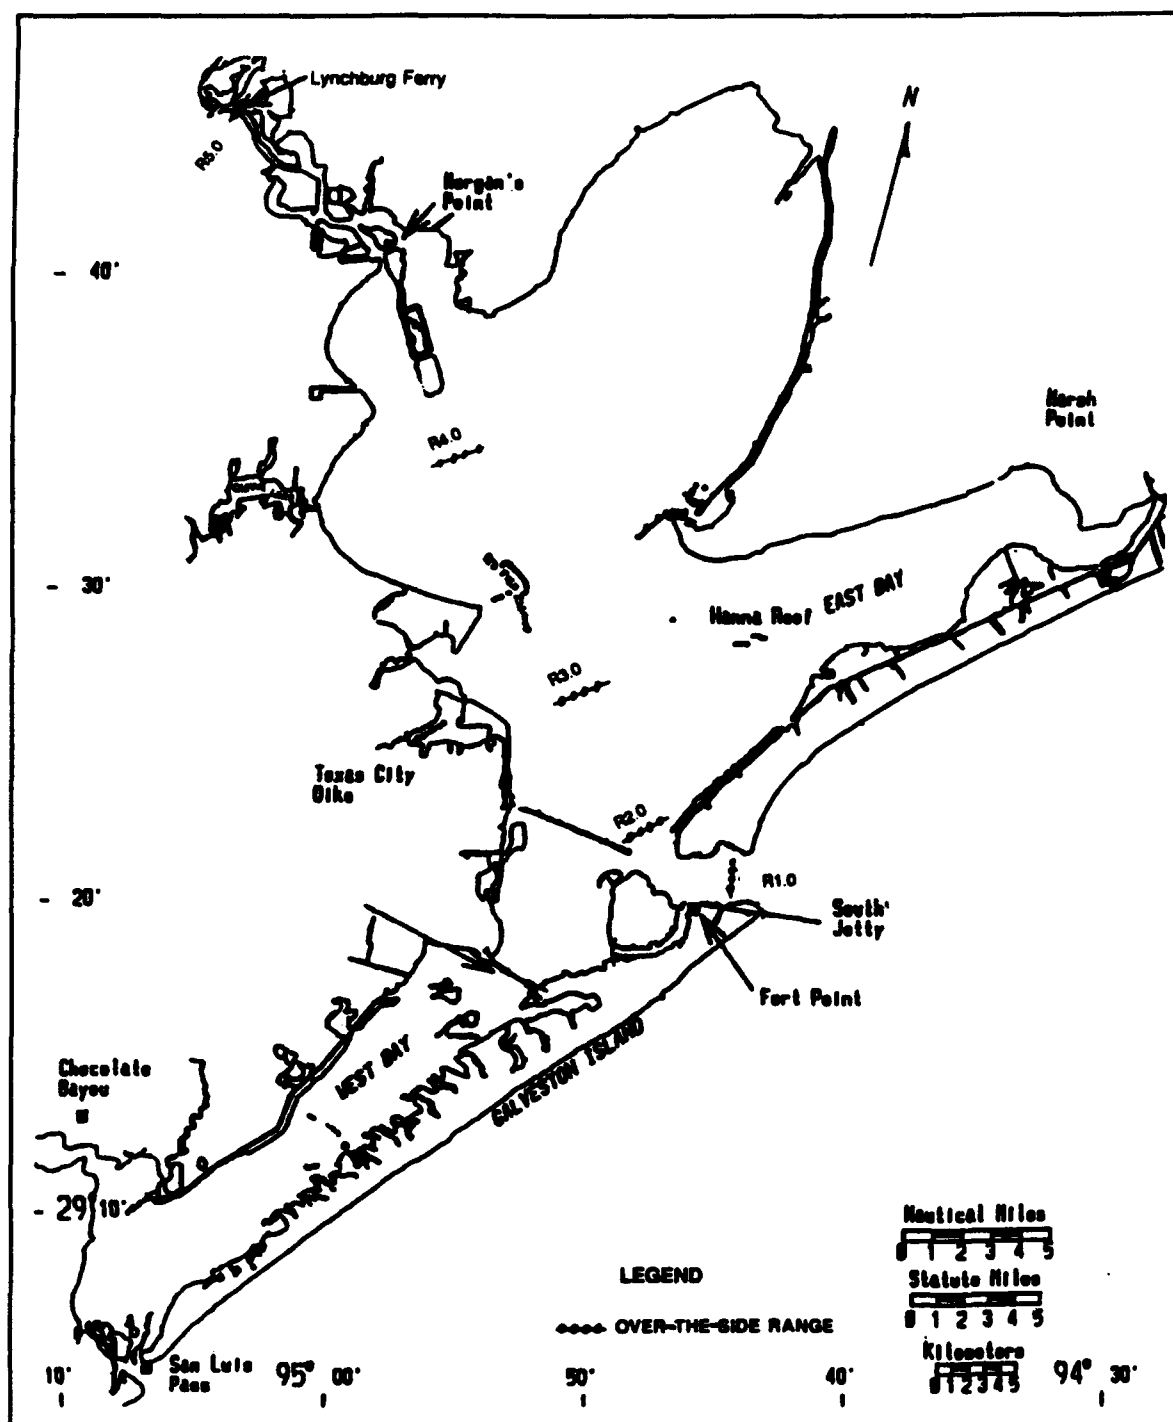 Lynchburg Ferry
N
R5.0
Morgan's
Point
- 40'
Marsh
Point
R4.0
- 30'
Hanna Reef
EAST BAY
R3.0
Texas City
Dike
R2.0
R1.0
- 20'
South
Jetty
Fort Point
WEST BAY
GALVESTON ISLAND
Chocolate
Bayou
- 29° 10'
Nautical Miles
0 1 2 3 4 5
LEGEND
Statute Miles
0 1 2 3 4 5
OVER-THE-SIDE RANGE
Kilometers
0 1 2 3 4 5
San Luis
Pass
10' 95° 00' 50' 40' 94° 30'